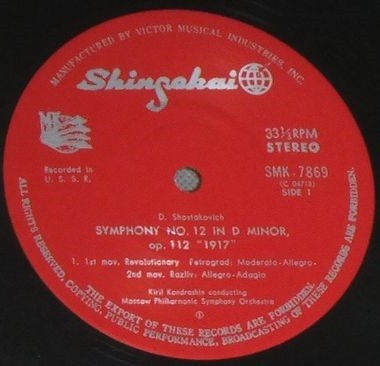 MANUFACTURED BY VICTOR MUSICAL INDUSTRIES, INC.
Shinsekai
33⅓RPM
STEREO
Recorded in
U.S.S.R.
SMK-7869
(C 04713)
SIDE 1
D. Shostakovich
SYMPHONY NO. 12 IN D MINOR,
op. 112 "1917"
1. 1st mov. Revolutionary Petrograd: Moderato-Allegro-
2nd mov. Razliv: Allegro-Adagio
Kiril Kondrashin conducting
Moscow Philharmonic Symphony Orchestra
ALL RIGHTS RESERVED, COPYING, PUBLIC PERFORMANCE, BROADCASTING OF THESE RECORDS ARE FORBIDDEN.
THE EXPORT OF THESE RECORDS ARE FORBIDDEN.